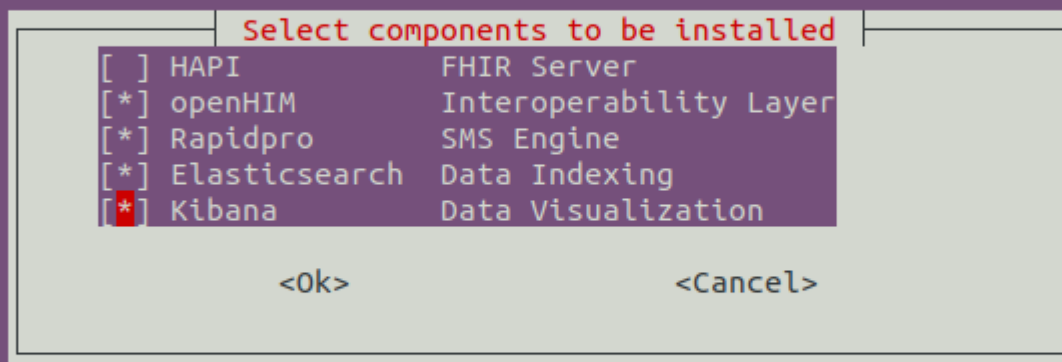 Select components to be installed
[ ] HAPI FHIR Server
[*] openHIM Interoperability Layer
[*] Rapidpro SMS Engine
[*] Elasticsearch Data Indexing
[*] Kibana Data Visualization
<Ok> <Cancel>